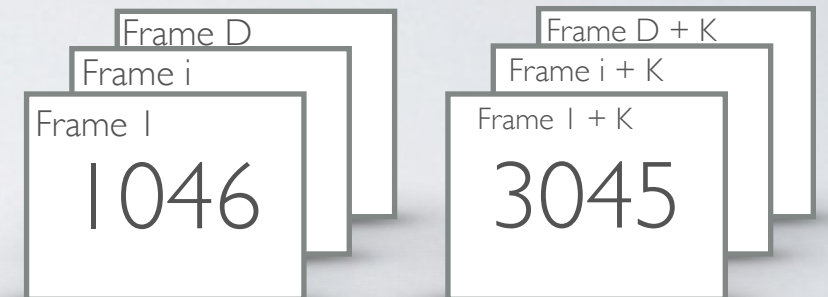 Frame D
Frame i
Frame 1
1046
Frame D + K
Frame i + K
Frame 1 + K
3045